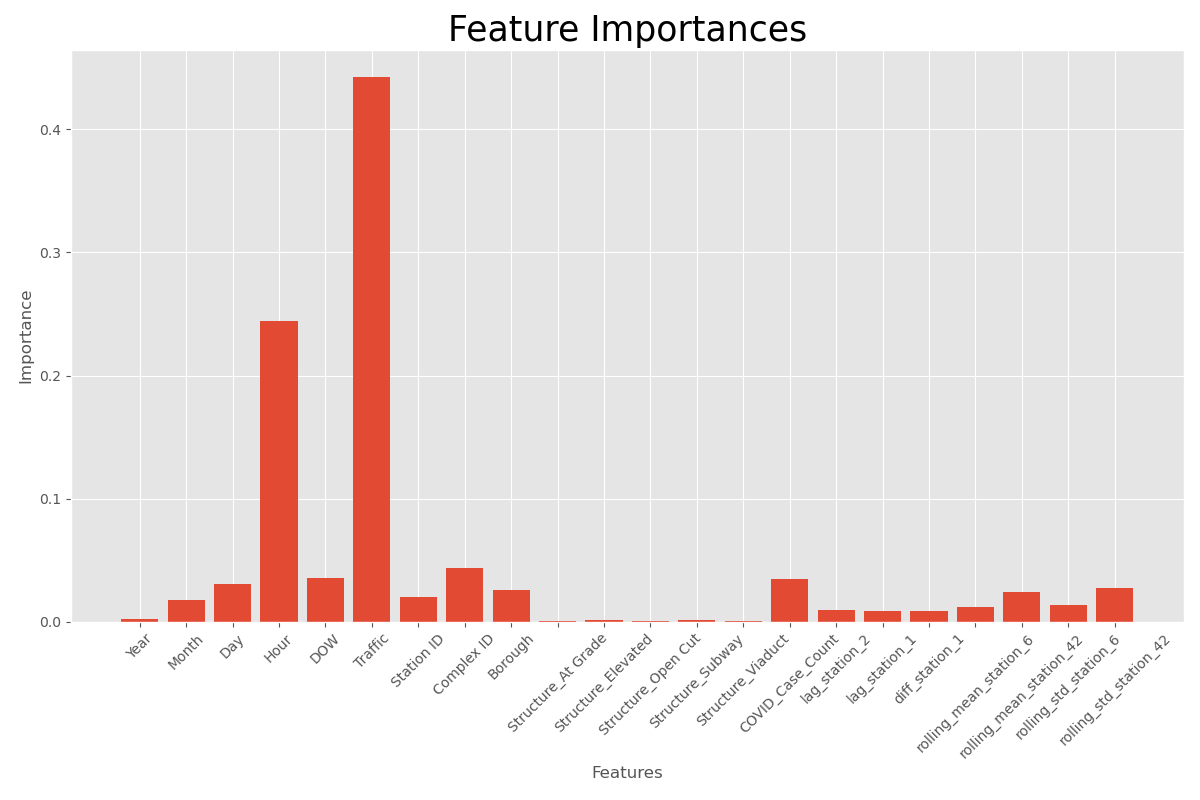 Feature Importances
0.4
0.3
0.2
0.1
0.0
Importance
Year
Month
Day
Hour
DOW
Traffic
Station ID
Complex ID
Borough
Structure_At Grade
Structure_Elevated
Structure_Open Cut
Structure_Subway
Structure_Viaduct
COVID_Case_Count
lag_station_2
lag_station_1
diff_station_1
rolling_mean_station_6
rolling_mean_station_42
rolling_std_station_6
rolling_std_station_42
Features